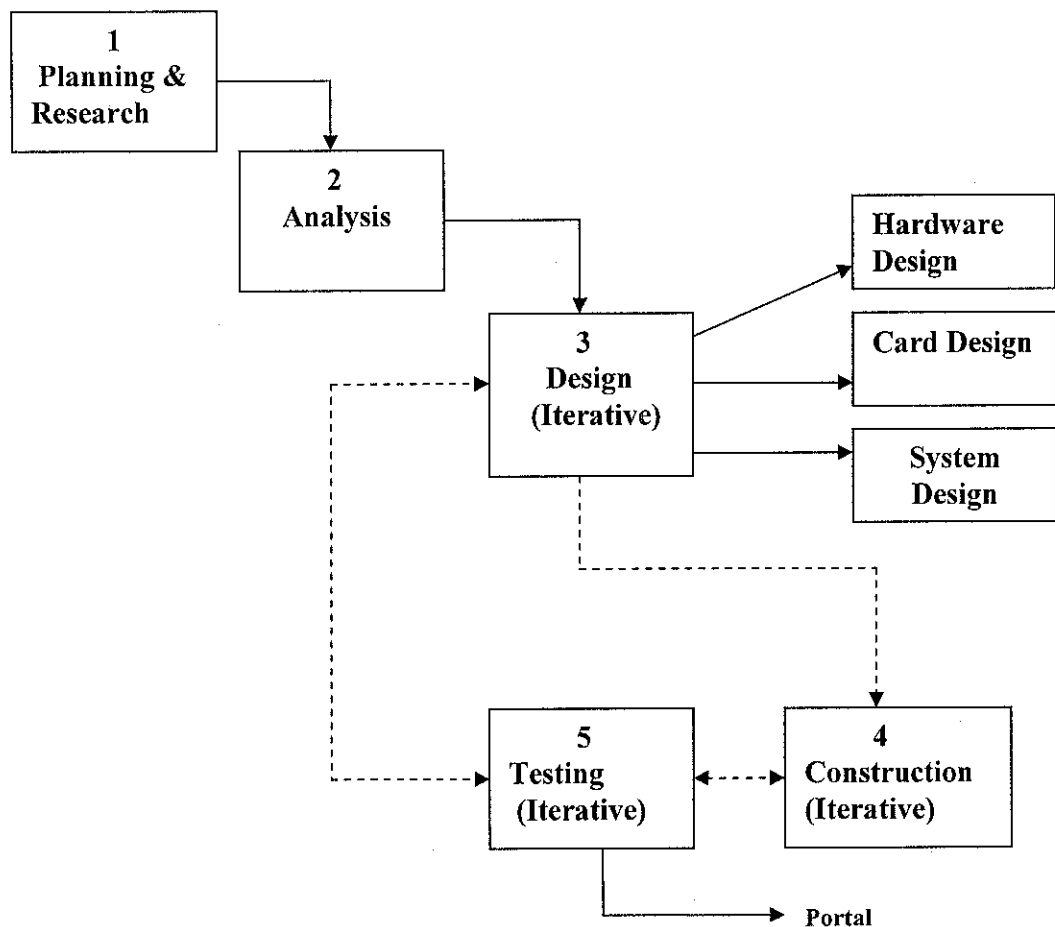 1
Planning &
Research
2
Analysis
Hardware
Design
3
Design
(Iterative)
Card Design
System
Design
5
Testing
(Iterative)
4
Construction
(Iterative)
Portal